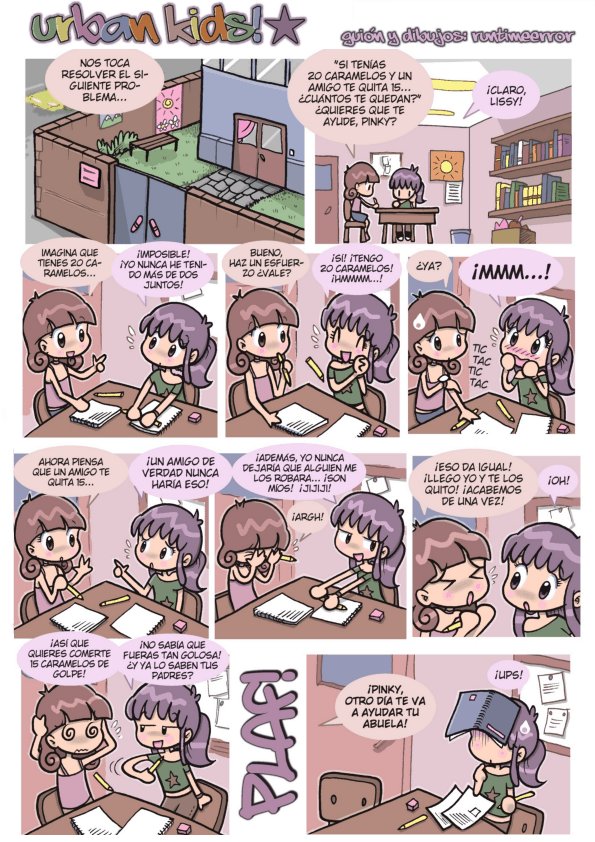 urban kids!
guión y dibujos: runtimeerror
NOS TOCA
RESOLVER EL SI-
GUIENTE PRO-
BLEMA...
"SI TENÍAS
20 CARAMELOS Y UN
AMIGO TE QUITA 15...
¿CUÁNTOS TE QUEDAN?"
¿QUIERES QUE TE
AYUDE, PINKY?
¡CLARO,
LISSY!
IMAGINA QUE
TIENES 20 CA-
RAMELOS...
¡IMPOSIBLE!
¡YO NUNCA HE TENI-
DO MÁS DE DOS
JUNTOS!
BUENO,
HAZ UN ESFUER-
ZO ¿VALE?
¡SI! ¡TENGO
20 CARAMELOS!
¡HMMMM...!
¿YA?
¡MMM...!
TIC
TAC
TIC
TAC
AHORA PIENSA
QUE UN AMIGO TE
QUITA 15...
¡UN AMIGO DE
VERDAD NUNCA
HARÍA ESO!
¡ADEMÁS, YO NUNCA
DEJARÍA QUE ALGUIEN ME
LOS ROBARA... ¡SON
MÍOS! ¡JIJIJI!
¡ARGH!
¡ESO DA IGUAL!
¡LLEGO YO Y TE LOS
QUITO! ¡ACABEMOS
DE UNA VEZ!
¡OH!
¡ASÍ QUE
QUIERES COMERTE
15 CARAMELOS DE
GOLPE!
¡NO SABÍA QUE
FUERAS TAN GOLOSA!
¿Y YA LO SABEN TUS
PADRES?
PLAF!
¡PINKY,
OTRO DÍA TE VA
A AYUDAR TU
ABUELA!
¡UPS!